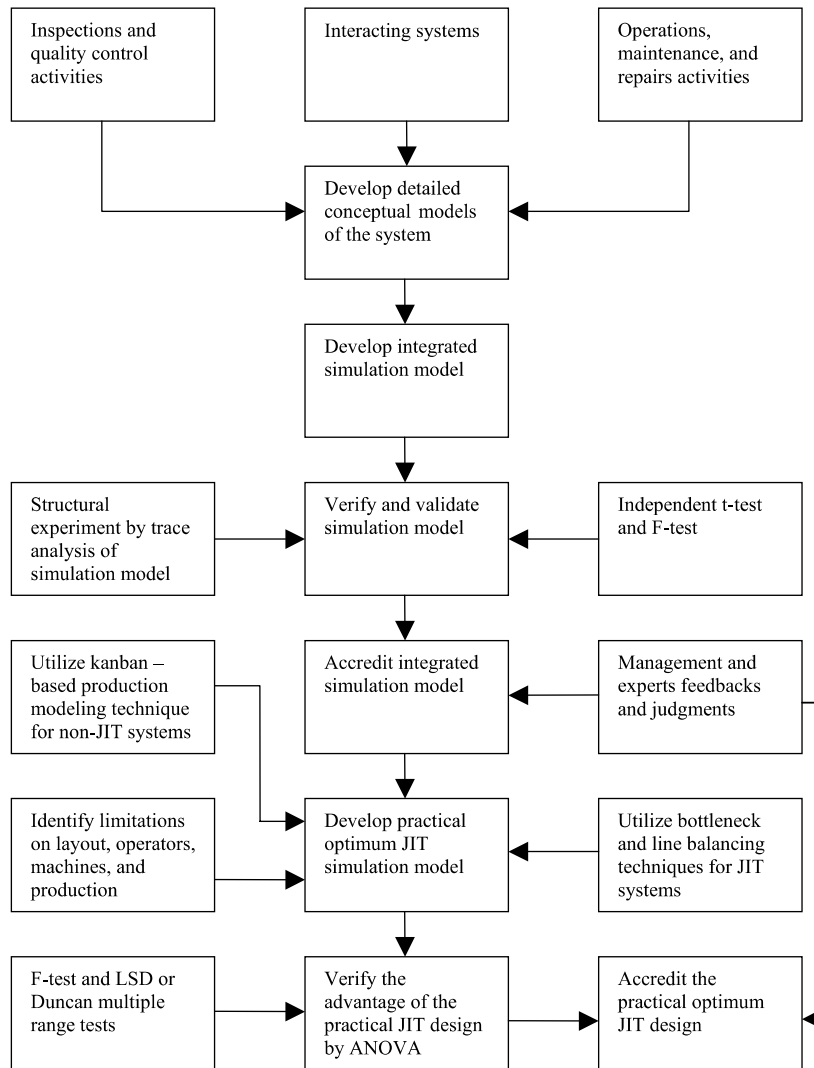 Inspections and
quality control
activities
Interacting systems
Operations,
maintenance, and
repairs activities
Develop detailed
conceptual models
of the system
Develop integrated
simulation model
Structural
experiment by trace
analysis of
simulation model
Verify and validate
simulation model
Independent t-test
and F-test
Utilize kanban –
based production
modeling technique
for non-JIT systems
Accredit integrated
simulation model
Management and
experts feedbacks
and judgments
Identify limitations
on layout, operators,
machines, and
production
Develop practical
optimum JIT
simulation model
Utilize bottleneck
and line balancing
techniques for JIT
systems
F-test and LSD or
Duncan multiple
range tests
Verify the
advantage of the
practical JIT design
by ANOVA
Accredit the
practical optimum
JIT design